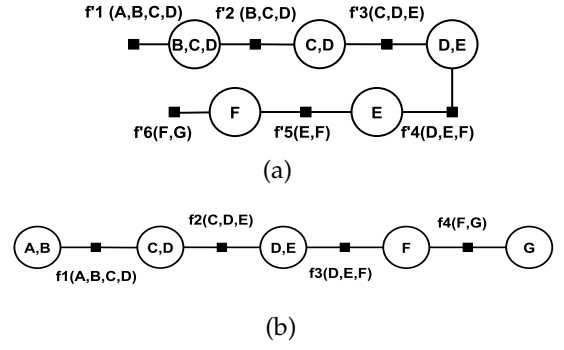 f'1 (A,B,C,D) f'2 (B,C,D) f'3(C,D,E)
B,C,D C,D D,E
F E
f'6(F,G) f'5(E,F) f'4(D,E,F)
(a)
f2(C,D,E) f4(F,G)
A,B C,D D,E F G
f1(A,B,C,D) f3(D,E,F)
(b)